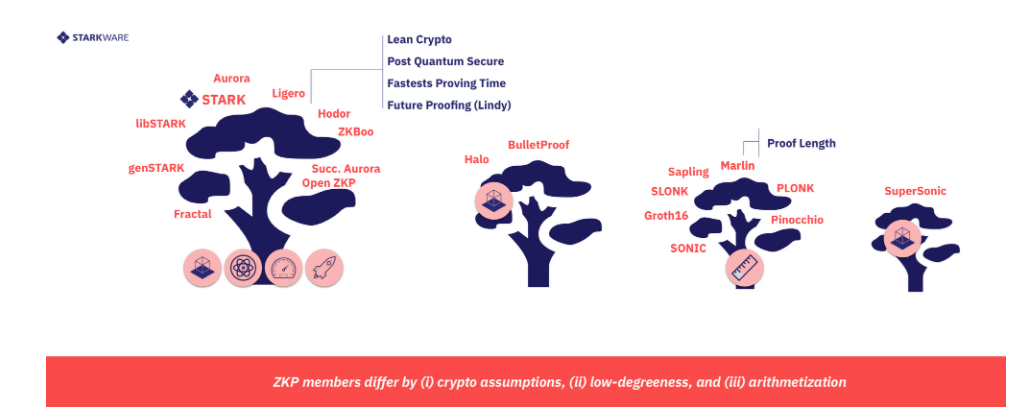 STARKWARE
Lean Crypto
Post Quantum Secure
Fastests Proving Time
Future Proofing (Lindy)
Aurora
STARK
Ligero
libSTARK
Hodor
ZKBoo
genSTARK
Succ. Aurora
Open ZKP
Fractal
BulletProof
Halo
Proof Length
Marlin
Sapling
SLONK
PLONK
Groth16
Pinocchio
SONIC
SuperSonic
ZKP members differ by (i) crypto assumptions, (ii) low-degreeness, and (iii) arithmetization